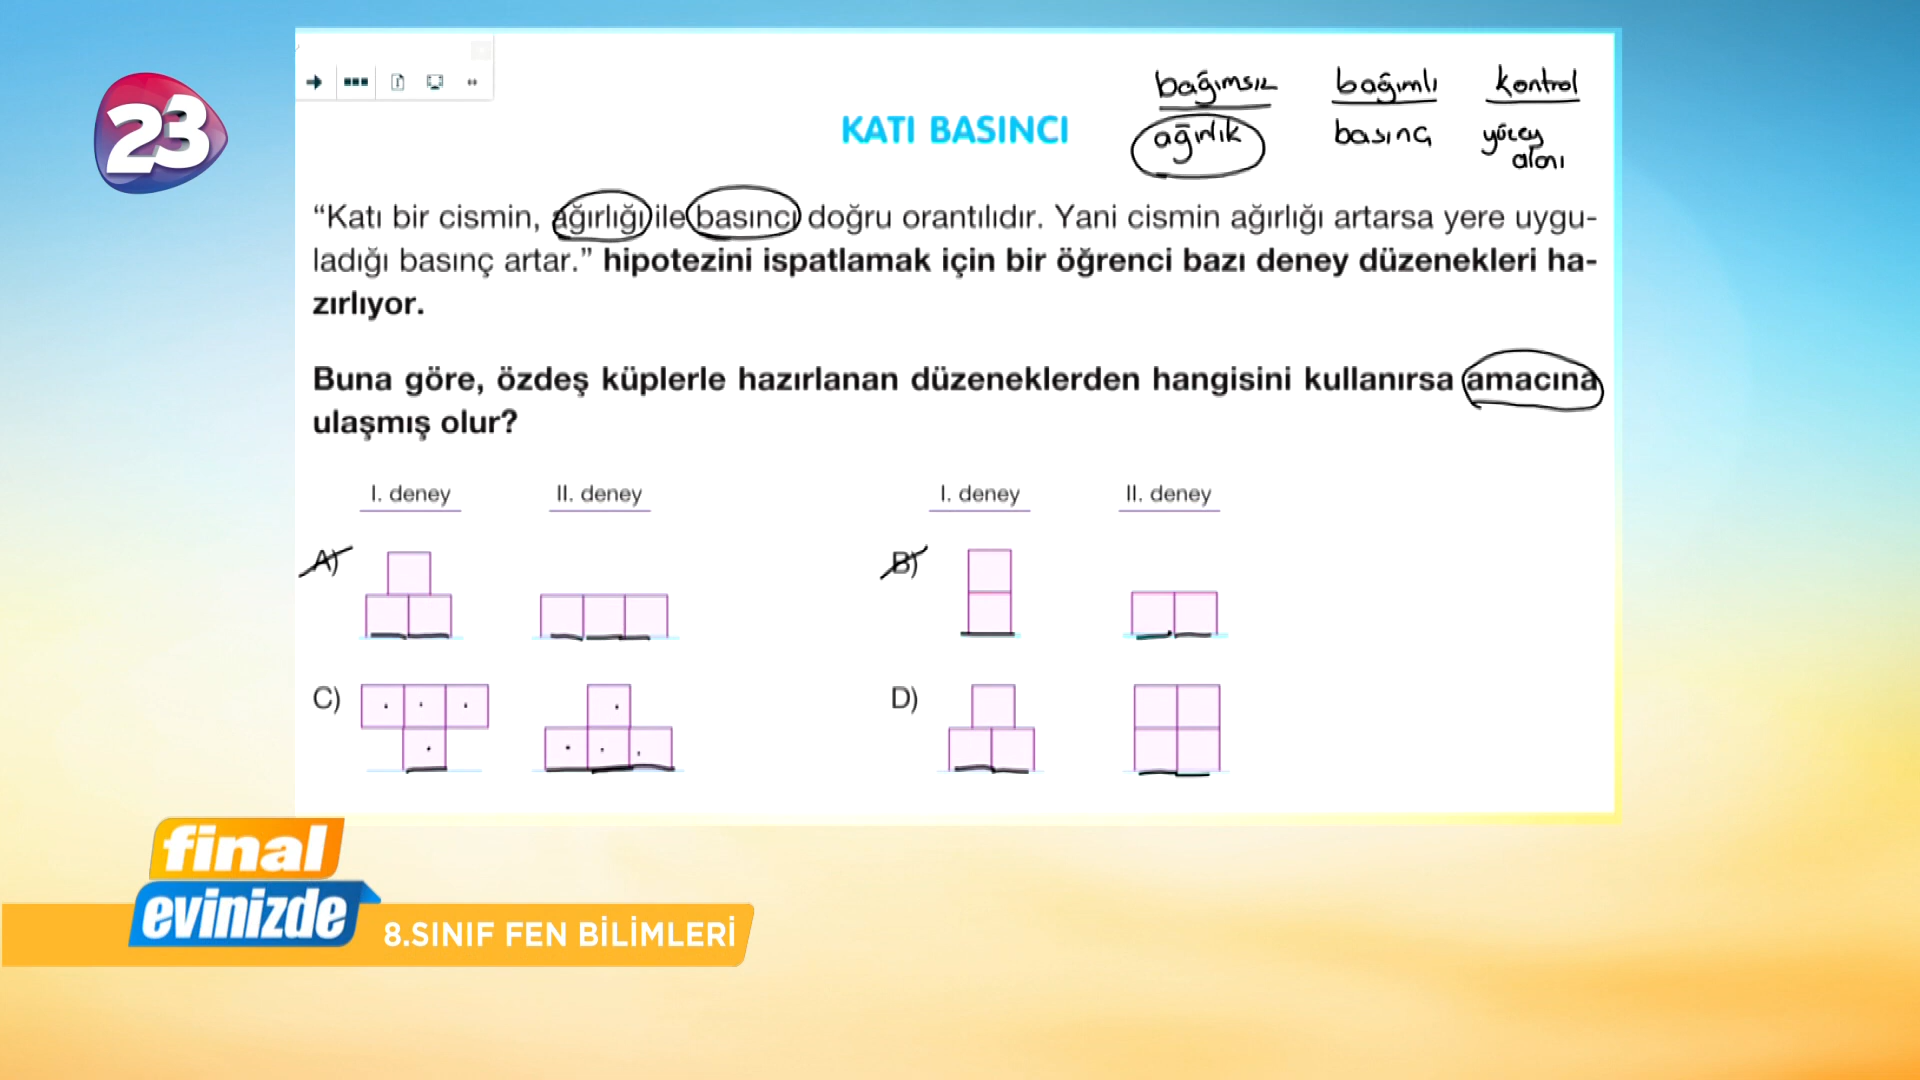 23
KATI BASINCI
bağımsız bağımlı kontrol
ağırlık basınç yüzey
alanı
“Katı bir cismin, ağırlığı ile basıncı doğru orantılıdır. Yani cismin ağırlığı artarsa yere uygu-
ladığı basınç artar.” hipotezini ispatlamak için bir öğrenci bazı deney düzenekleri ha-
zırlıyor.
Buna göre, özdeş küplerle hazırlanan düzeneklerden hangisini kullanırsa amacına
ulaşmış olur?
I. deney II. deney I. deney II. deney
A) B)
C) D)
final
evinizde
8.SINIF FEN BİLİMLERİ